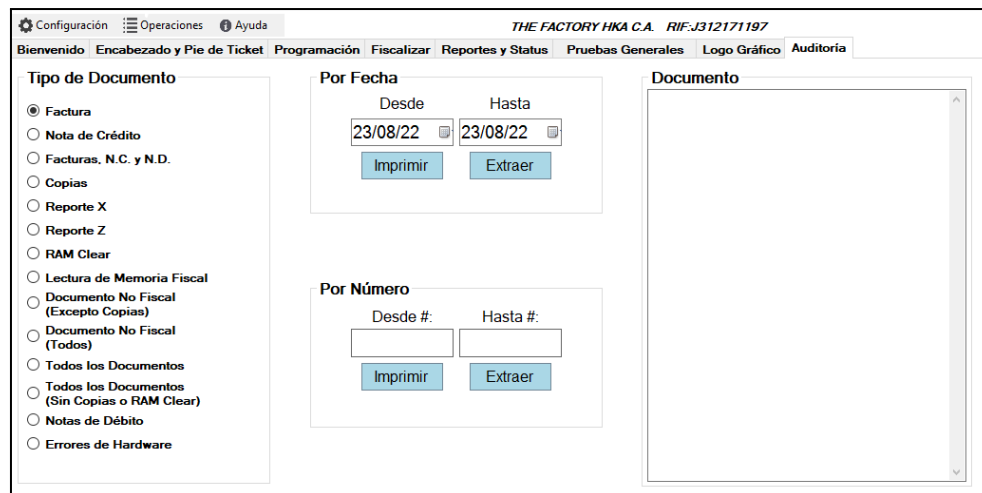 Configuración Operaciones Ayuda THE FACTORY HKA C.A. RIF:J312171197
Bienvenido Encabezado y Pie de Ticket Programación Fiscalizar Reportes y Status Pruebas Generales Logo Gráfico Auditoría
Tipo de Documento
Factura
Nota de Crédito
Facturas, N.C. y N.D.
Copias
Reporte X
Reporte Z
RAM Clear
Lectura de Memoria Fiscal
Documento No Fiscal
(Excepto Copias)
Documento No Fiscal
(Todos)
Todos los Documentos
Todos los Documentos
(Sin Copias o RAM Clear)
Notas de Débito
Errores de Hardware
Por Fecha
Desde Hasta
23/08/22 23/08/22
Imprimir Extraer
Por Número
Desde #: Hasta #:
Imprimir Extraer
Documento